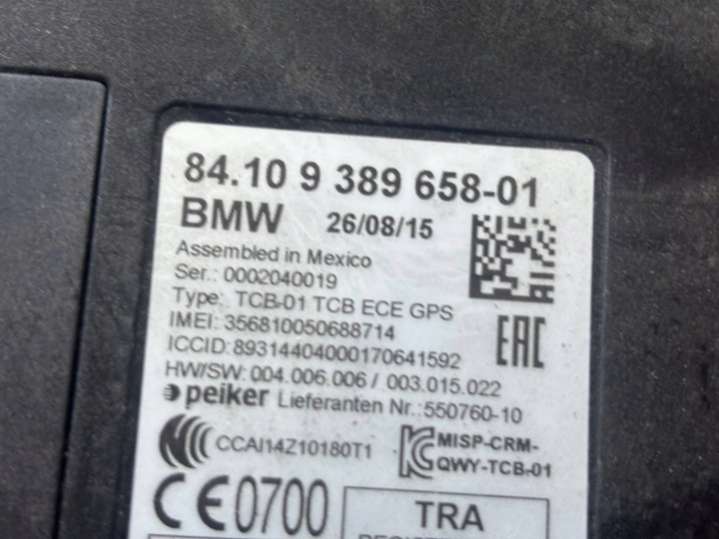 84.10 9 389 658-01
BMW 26/08/15
Assembled in Mexico
Ser.: 0002040019
Type: TCB-01 TCB ECE GPS
IMEI: 356810050688714
EAC
ICCID: 89314404000170641592
HW/SW: 004.006.006 / 003.015.022
peiker Lieferanten Nr.: 550760-10
CCAI14Z10180T1
MISP-CRM-
QWY-TCB-01
CE0700
TRA